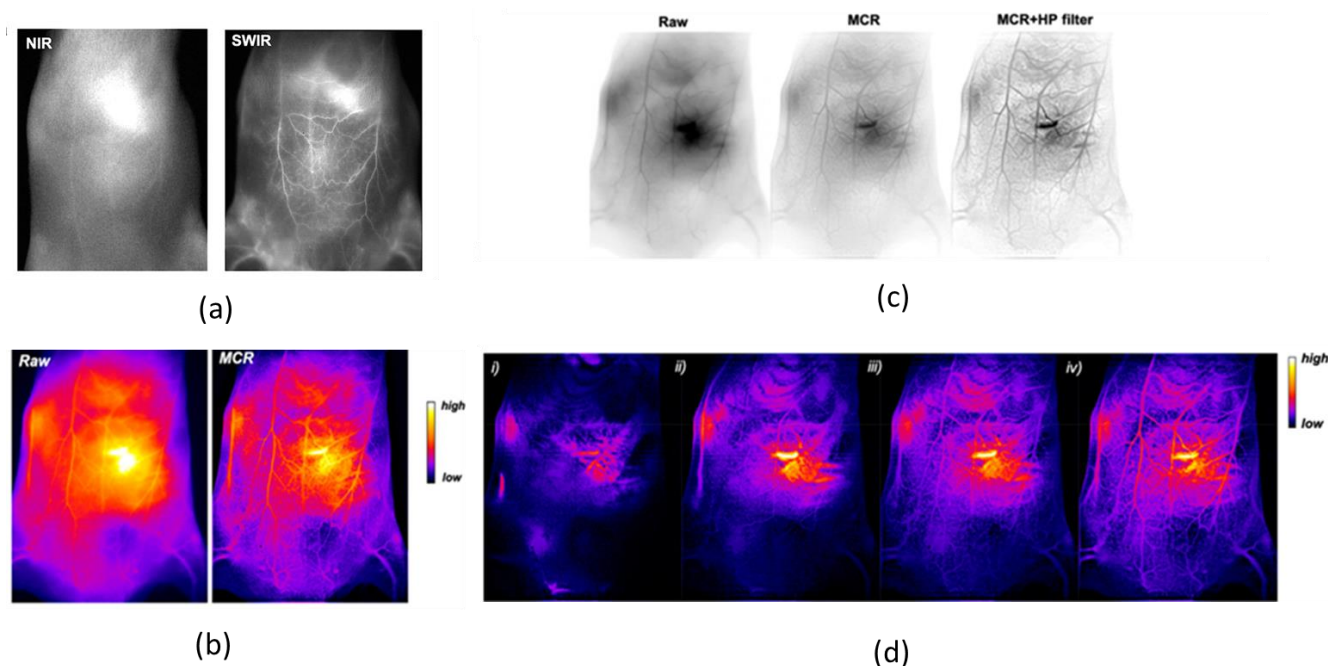 NIR
SWIR
(a)
Raw
MCR
MCR+HP filter
(c)
Raw
MCR
high
low
(b)
i)
ii)
iii)
iv)
high
low
(d)